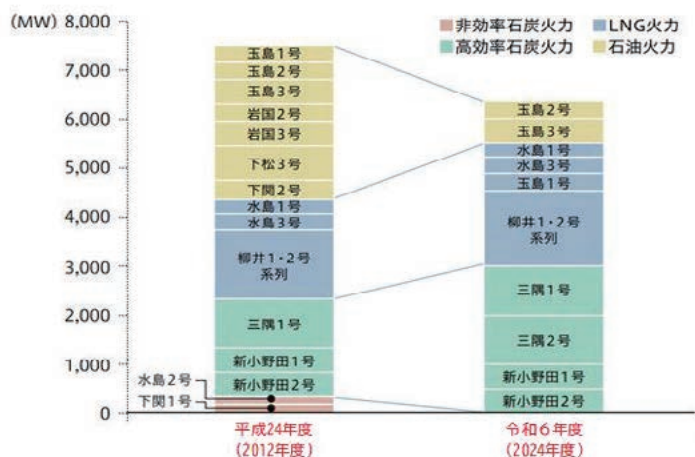 (MW)
8,000
7,000
6,000
5,000
4,000
3,000
2,000
1,000
0
非効率石炭火力
LNG火力
高効率石炭火力
石油火力
玉島1号
玉島2号
玉島3号
岩国2号
岩国3号
下松3号
下関2号
水島1号
水島3号
柳井1・2号
系列
三隅1号
新小野田1号
新小野田2号
水島2号
下関1号
平成24年度
(2012年度)
玉島2号
玉島3号
水島1号
水島3号
玉島1号
柳井1・2号
系列
三隅1号
三隅2号
新小野田1号
新小野田2号
令和6年度
(2024年度)